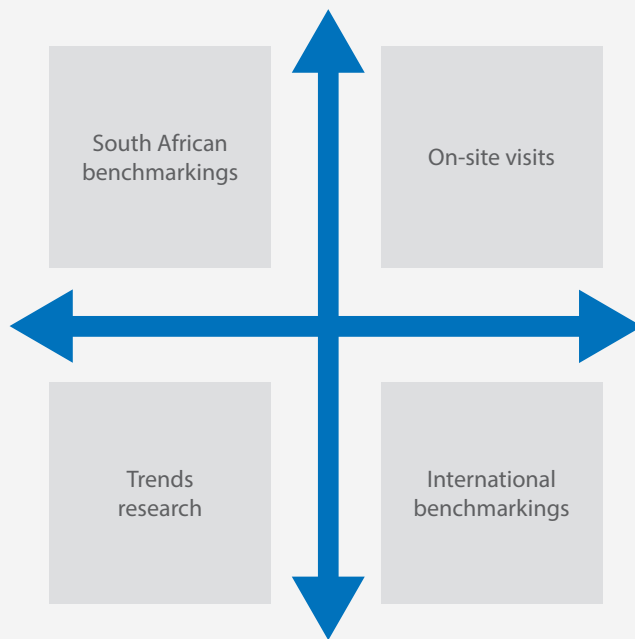 South African
benchmarkings
On-site visits
Trends
research
International
benchmarkings